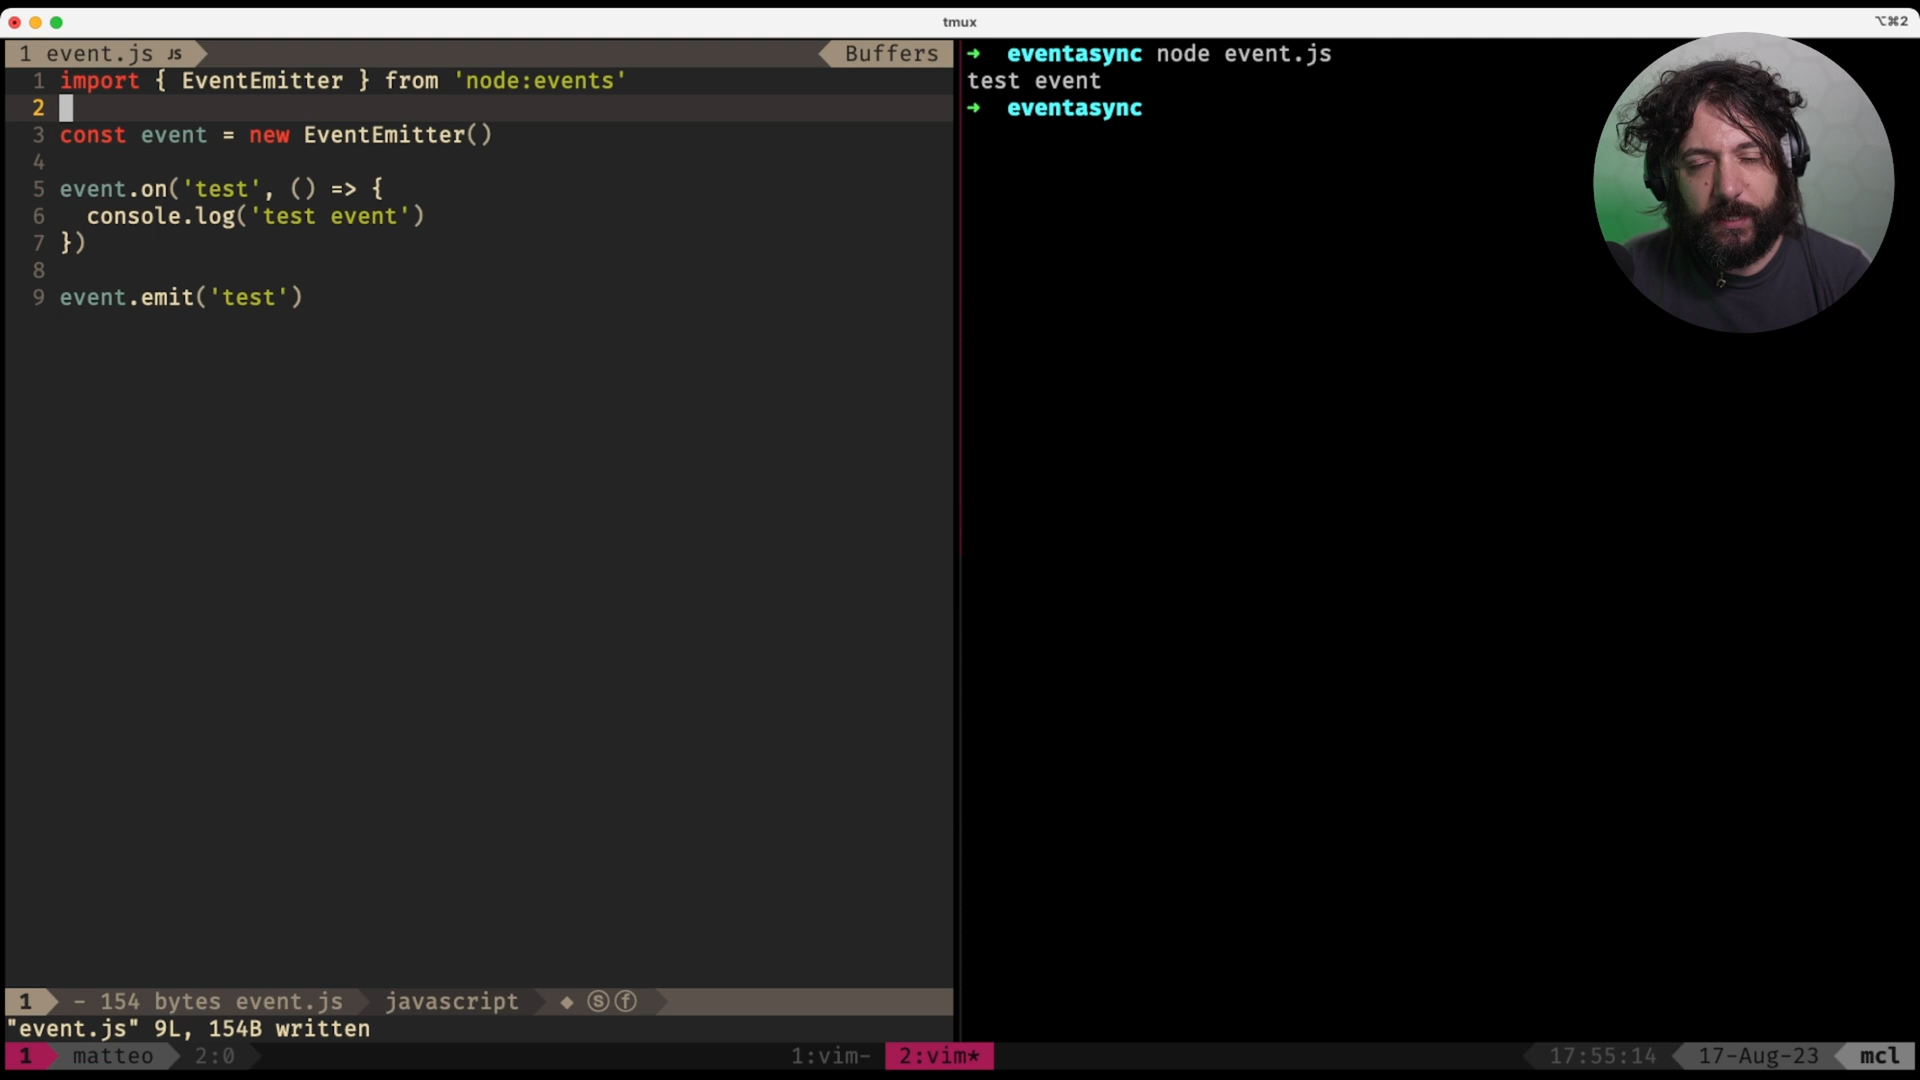 tmux
⌥⌘2
1 event.js JS
Buffers
1 import { EventEmitter } from 'node:events'
2
3 const event = new EventEmitter()
4
5 event.on('test', () => {
6   console.log('test event')
7 })
8
9 event.emit('test')
➜ eventasync node event.js
test event
➜ eventasync
1 - 154 bytes event.js javascript ◆ ⓢⓕ
"event.js" 9L, 154B written
1 matteo 2:0 1:vim- 2:vim* 17:55:14 17-Aug-23 mcl